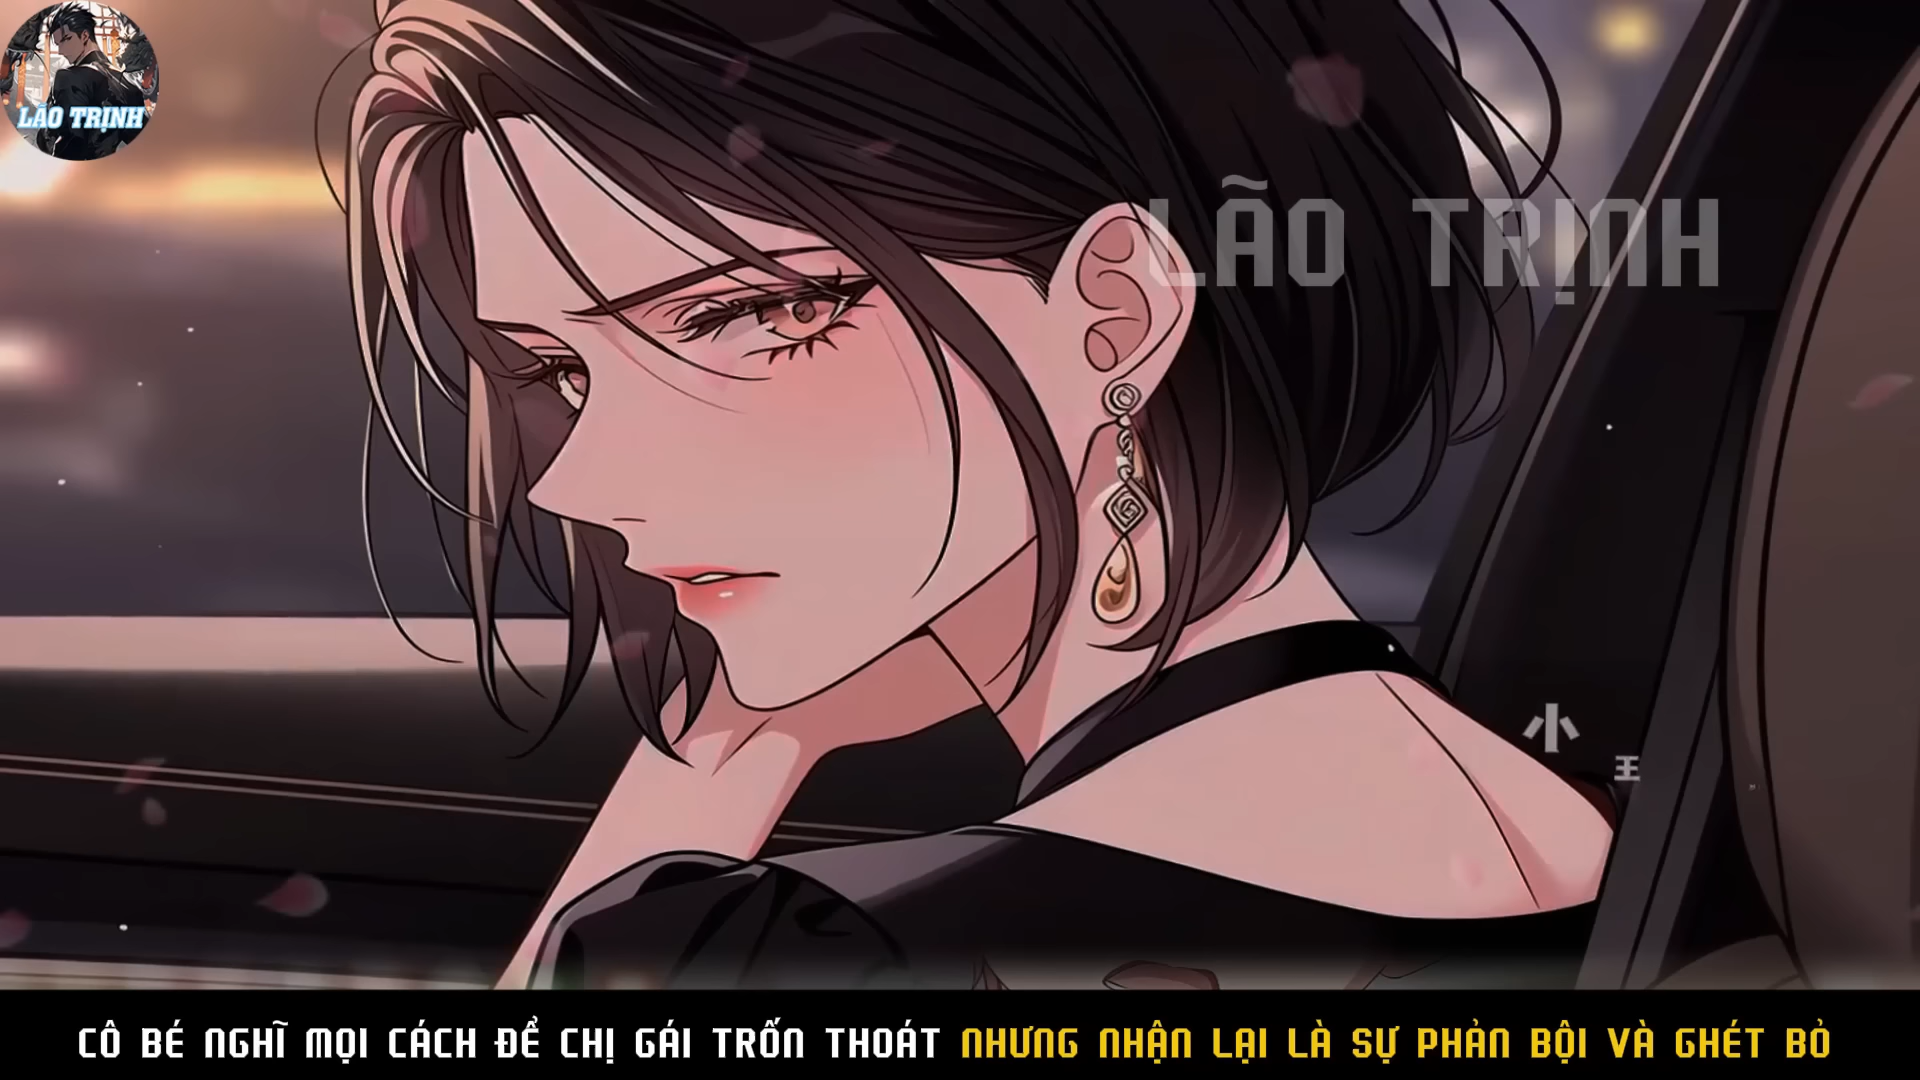 LÃO TRỊNH
LÃO TRỊNH
小
王
CÔ BÉ NGHĨ MỌI CÁCH ĐỂ CHỊ GÁI TRỐN THOÁT NHƯNG NHẬN LẠI LÀ SỰ PHẢN BỘI VÀ GHÉT BỎ